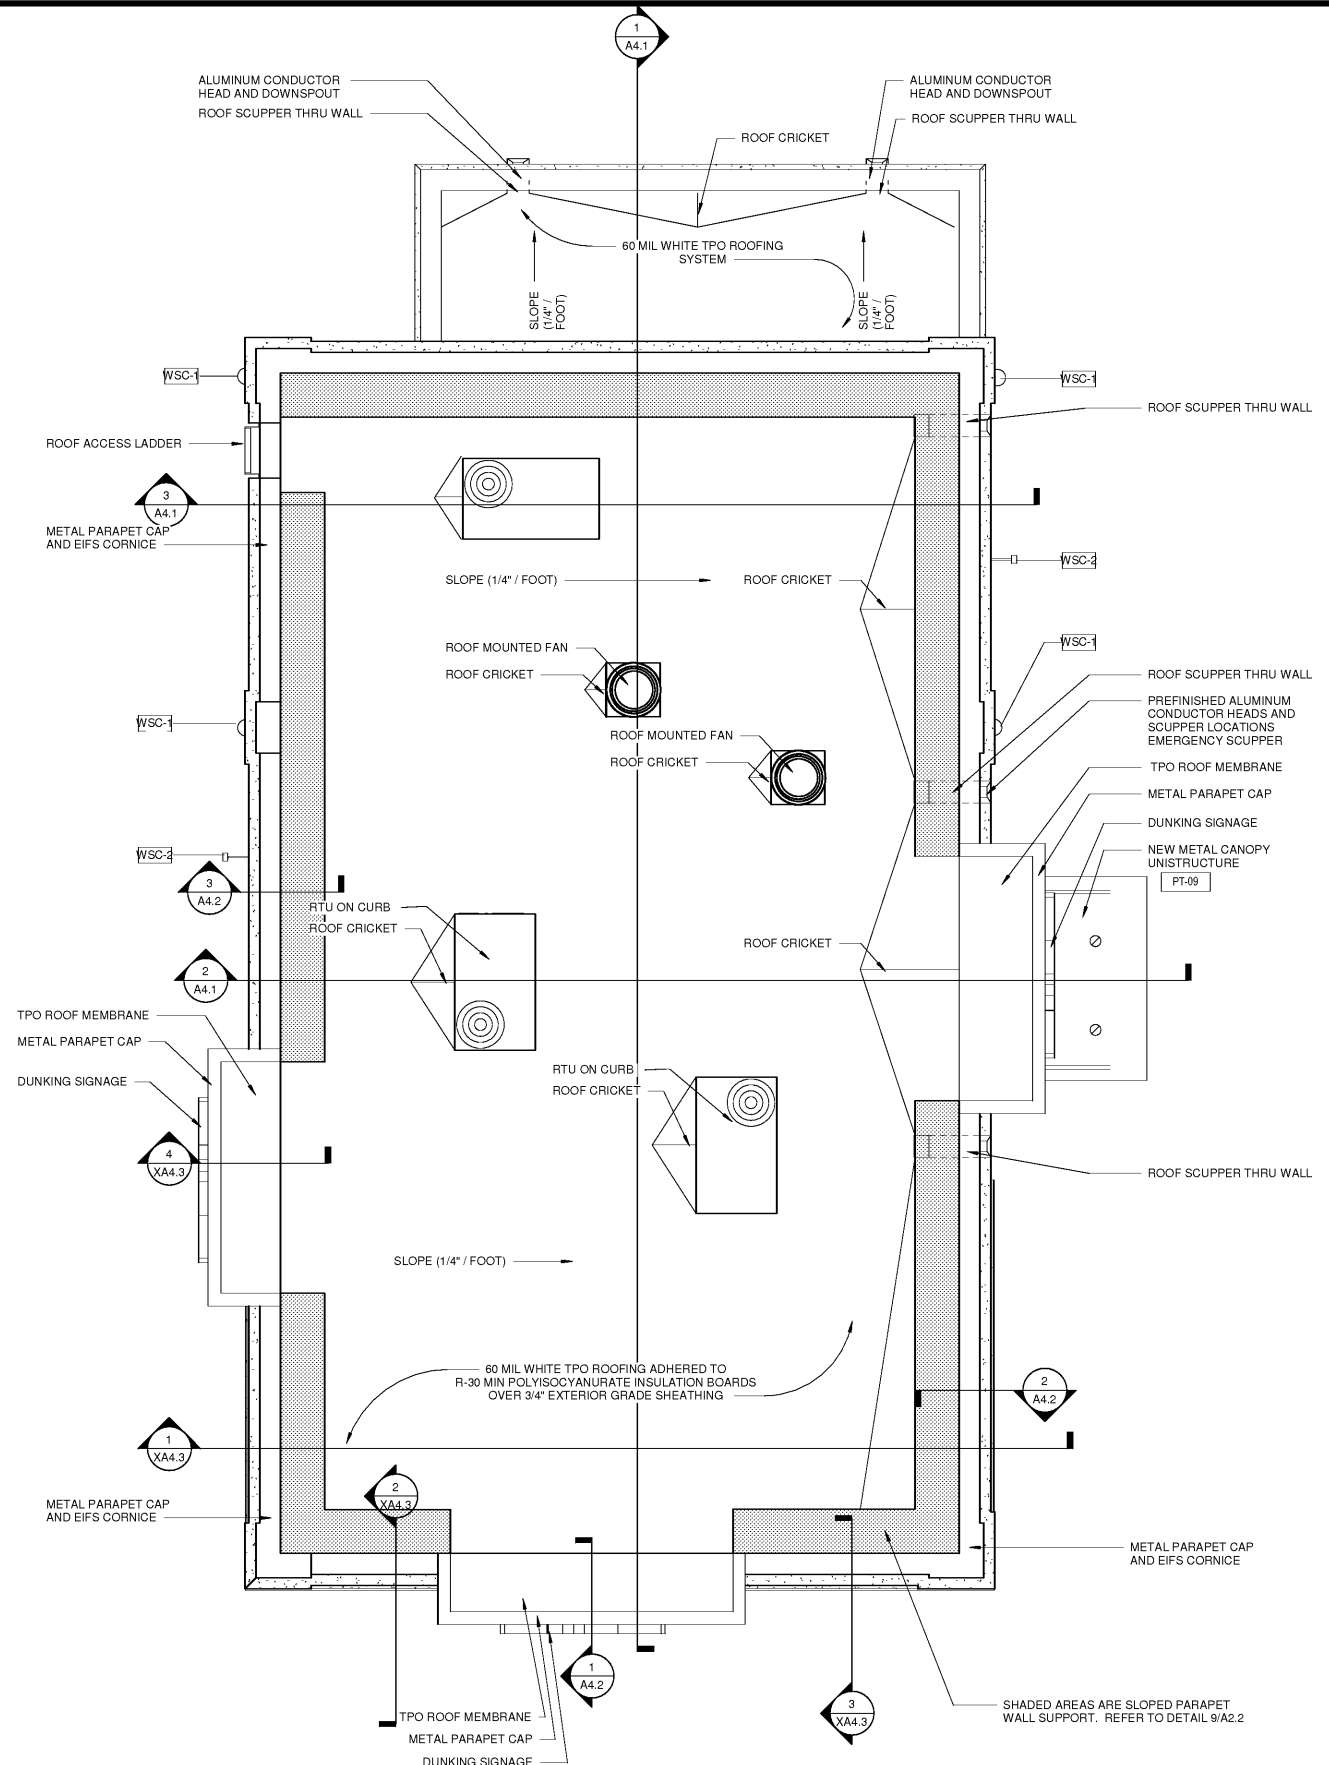 1
A4.1
ALUMINUM CONDUCTOR
HEAD AND DOWNSPOUT
ROOF SCUPPER THRU WALL
ALUMINUM CONDUCTOR
HEAD AND DOWNSPOUT
ROOF SCUPPER THRU WALL
ROOF CRICKET
60 MIL WHITE TPO ROOFING
SYSTEM
SLOPE
(1/4" /
FOOT)
SLOPE
(1/4" /
FOOT)
WSC-1
WSC-1
ROOF SCUPPER THRU WALL
ROOF ACCESS LADDER
3
A4.1
METAL PARAPET CAP
AND EIFS CORNICE
SLOPE (1/4" / FOOT)
ROOF CRICKET
WSC-2
ROOF MOUNTED FAN
ROOF CRICKET
WSC-1
ROOF SCUPPER THRU WALL
PREFINISHED ALUMINUM
CONDUCTOR HEADS AND
SCUPPER LOCATIONS
EMERGENCY SCUPPER
WSC-1
ROOF MOUNTED FAN
ROOF CRICKET
TPO ROOF MEMBRANE
METAL PARAPET CAP
DUNKING SIGNAGE
NEW METAL CANOPY
UNISTRUCTURE
PT-09
WSC-2
3
A4.2
RTU ON CURB
ROOF CRICKET
ROOF CRICKET
2
A4.1
TPO ROOF MEMBRANE
METAL PARAPET CAP
DUNKING SIGNAGE
RTU ON CURB
ROOF CRICKET
4
XA4.3
ROOF SCUPPER THRU WALL
SLOPE (1/4" / FOOT)
60 MIL WHITE TPO ROOFING ADHERED TO
R-30 MIN POLYISOCYANURATE INSULATION BOARDS
OVER 3/4" EXTERIOR GRADE SHEATHING
2
A4.2
1
XA4.3
2
XA4.3
METAL PARAPET CAP
AND EIFS CORNICE
METAL PARAPET CAP
AND EIFS CORNICE
1
A4.2
3
XA4.3
SHADED AREAS ARE SLOPED PARAPET
WALL SUPPORT.  REFER TO DETAIL 9/A2.2
TPO ROOF MEMBRANE
METAL PARAPET CAP
DUNKING SIGNAGE